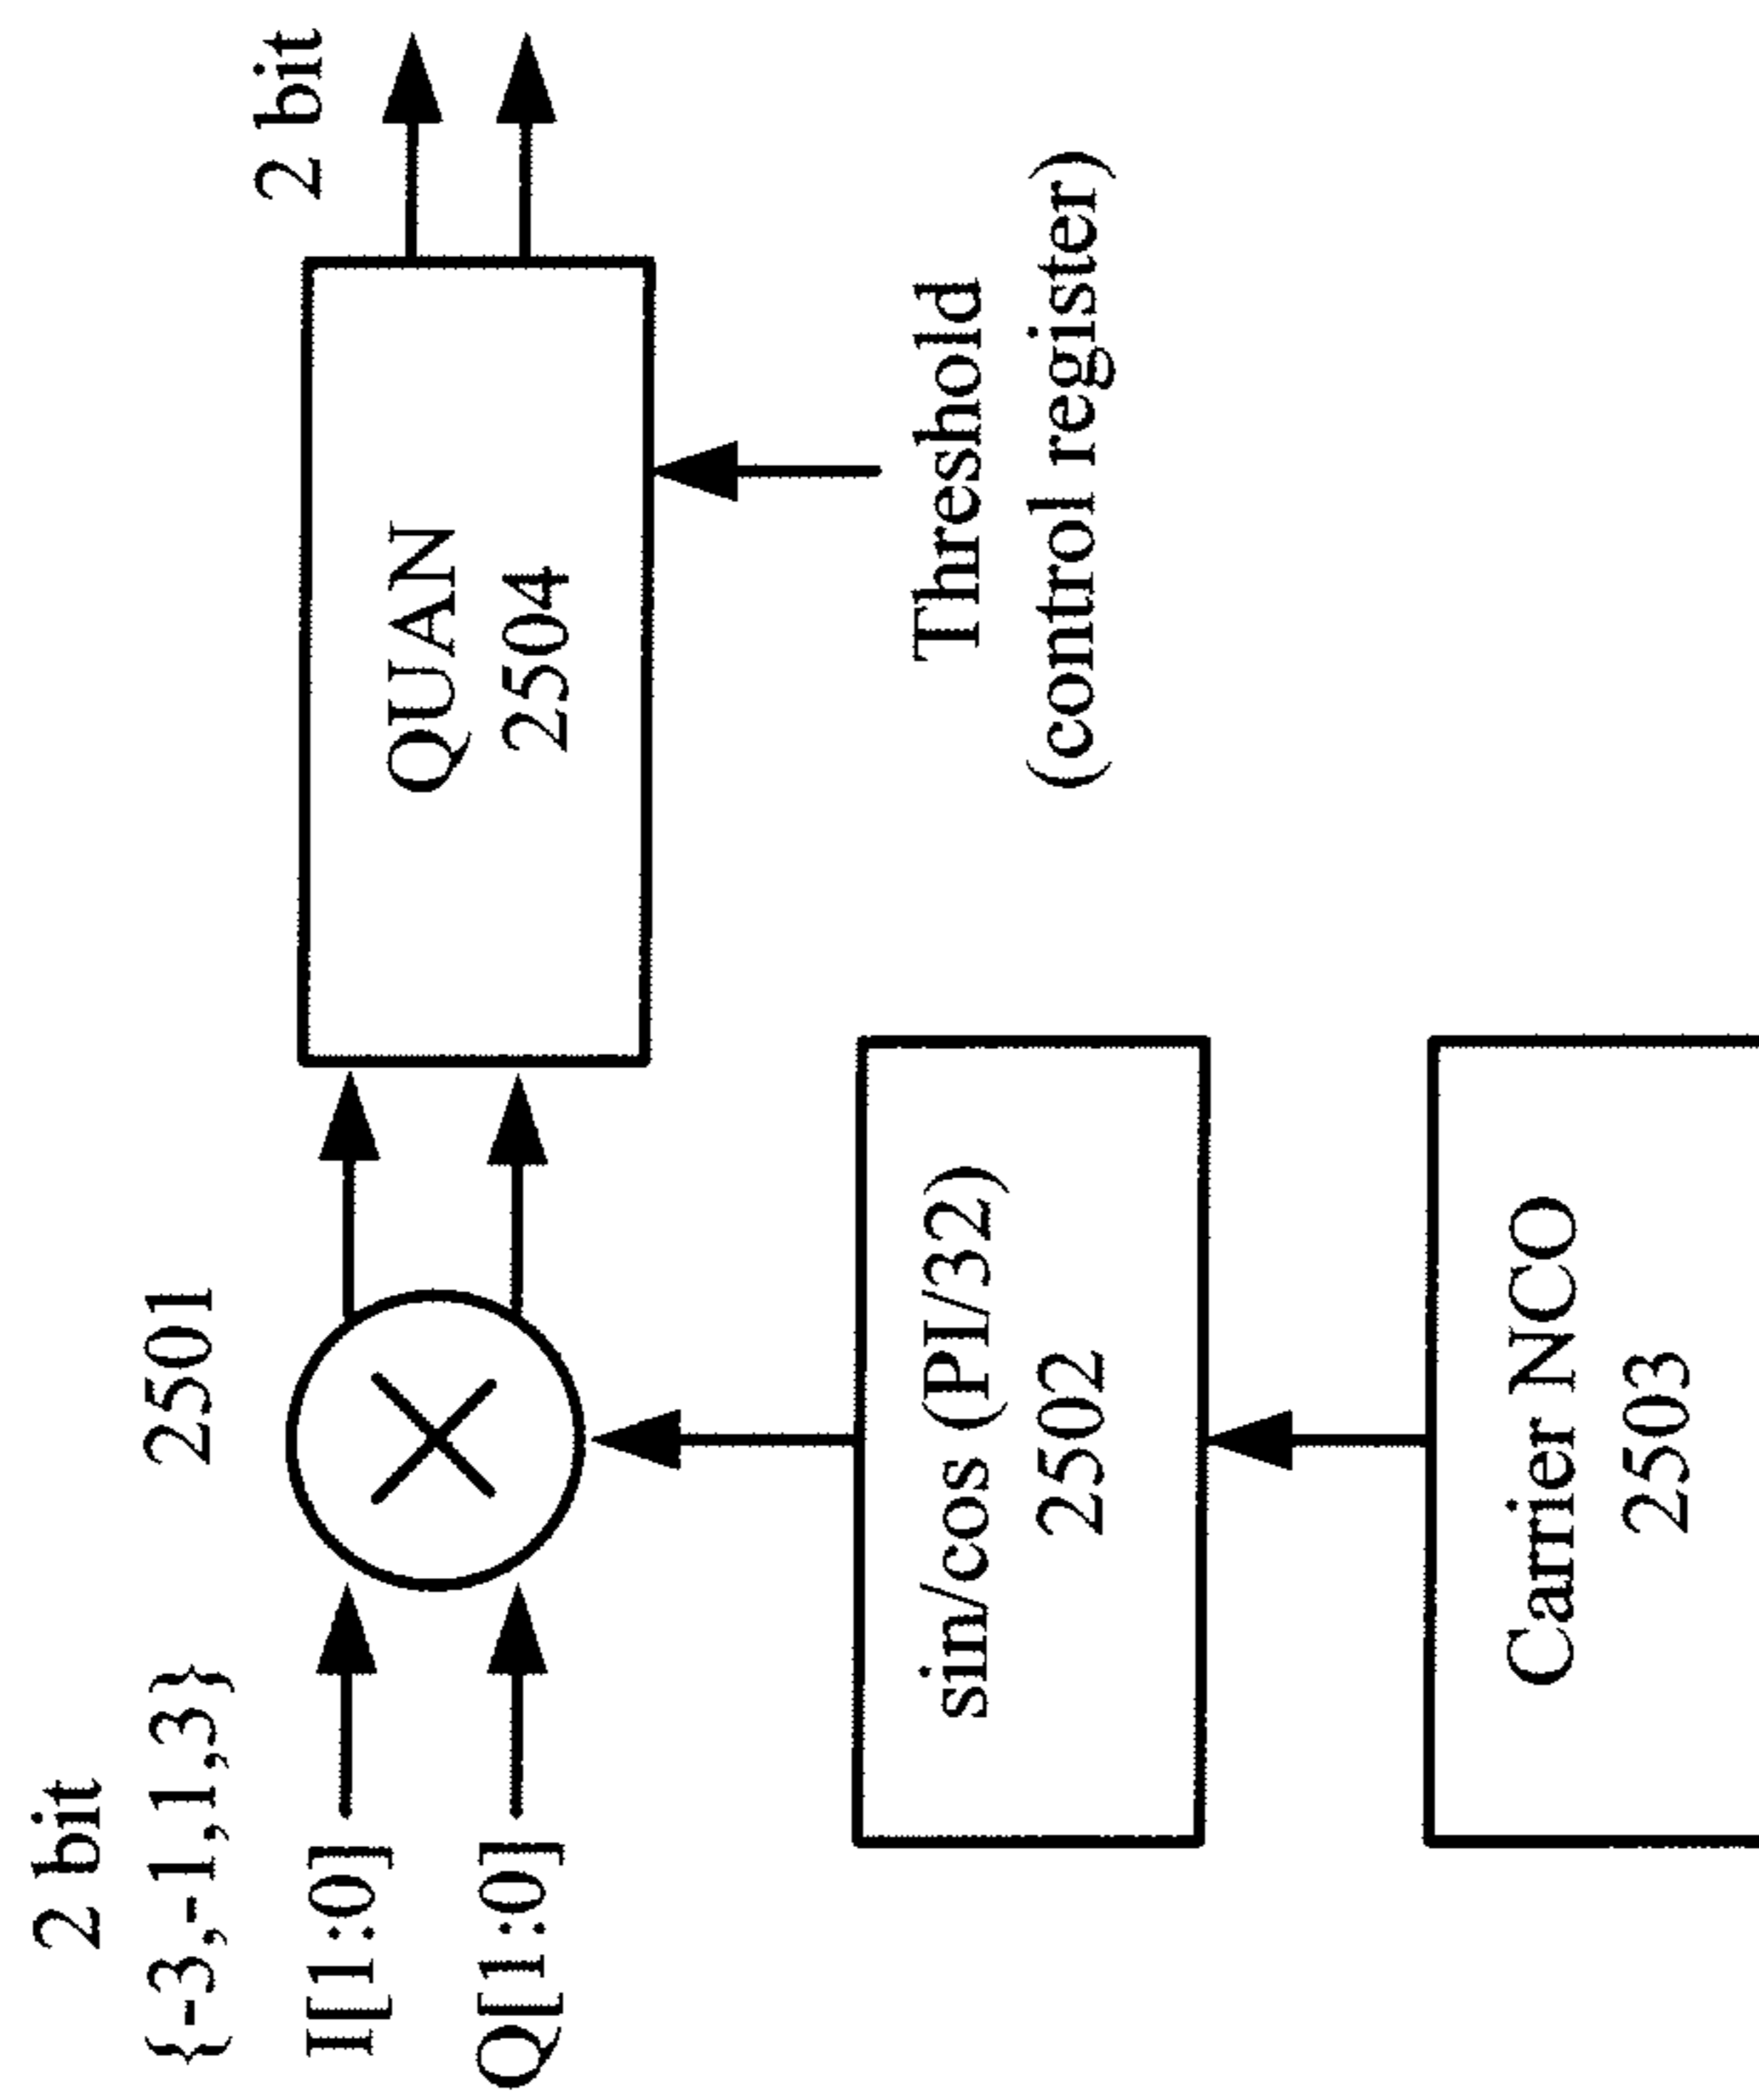 2 bit
{-3,-1,1,3}
I[1:0]
Q[1:0]
2501
2 bit
QUAN
2504
Threshold
(control register)
sin/cos (PI/32)
2502
Carrier NCO
2503